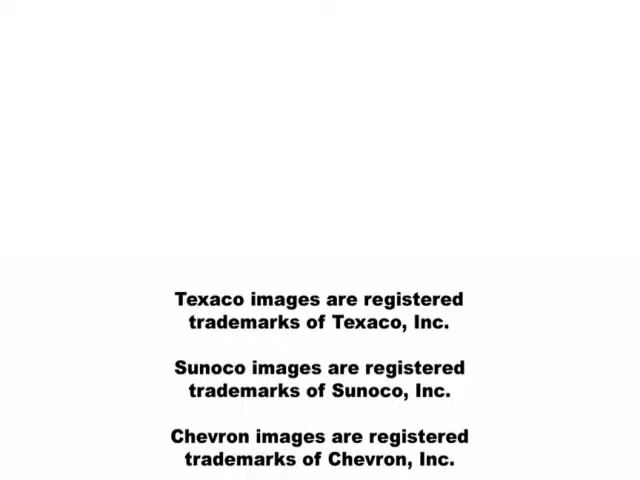 Texaco images are registered
trademarks of Texaco, Inc.
Sunoco images are registered
trademarks of Sunoco, Inc.
Chevron images are registered
trademarks of Chevron, Inc.